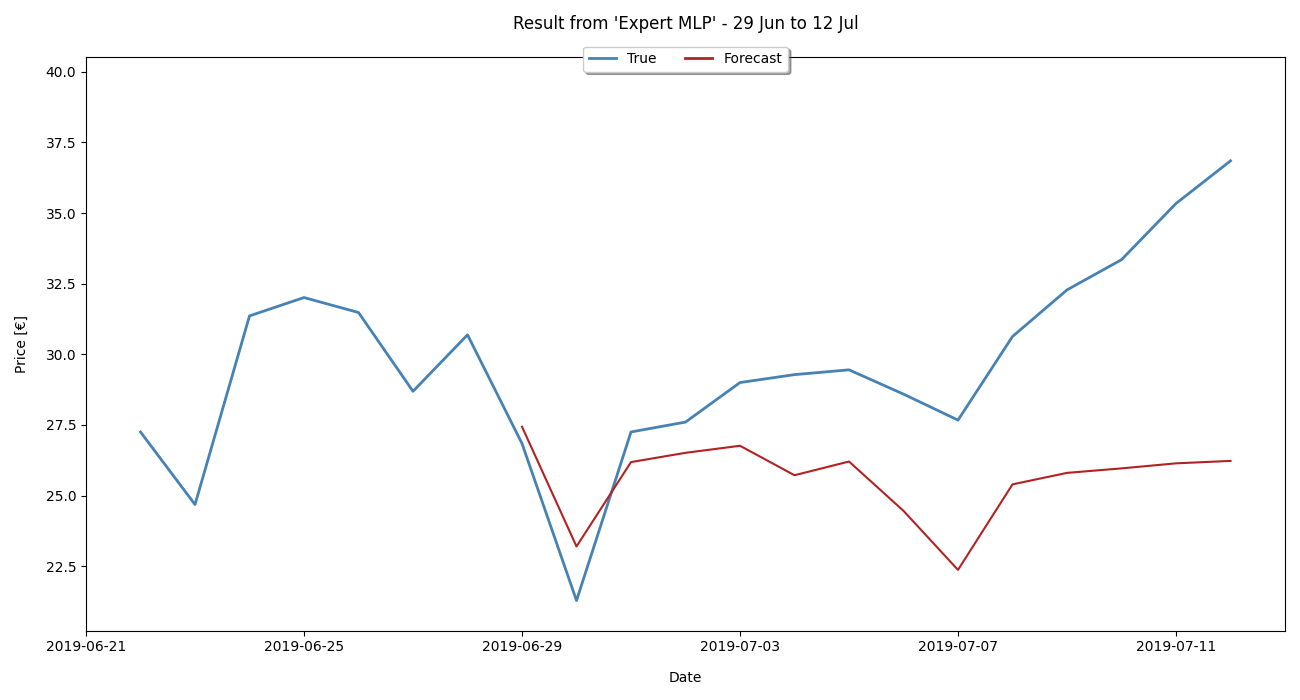 Result from 'Expert MLP' - 29 Jun to 12 Jul
True Forecast
40.0
37.5
35.0
32.5
30.0
27.5
25.0
22.5
Price [€]
2019-06-21 2019-06-25 2019-06-29 2019-07-03 2019-07-07 2019-07-11
Date